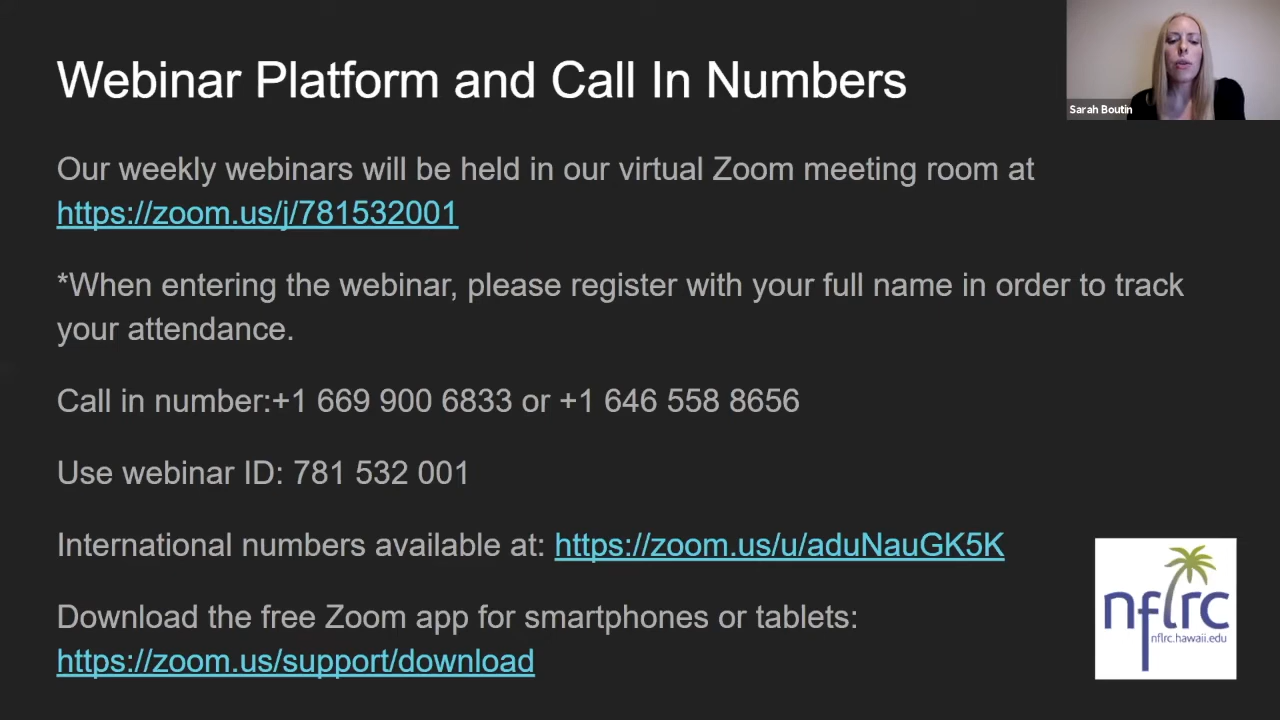 Webinar Platform and Call In Numbers
Sarah Boutin
Our weekly webinars will be held in our virtual Zoom meeting room at
https://zoom.us/j/781532001
*When entering the webinar, please register with your full name in order to track
your attendance.
Call in number:+1 669 900 6833 or +1 646 558 8656
Use webinar ID: 781 532 001
International numbers available at: https://zoom.us/u/aduNauGK5K
Download the free Zoom app for smartphones or tablets:
https://zoom.us/support/download
nflrc
nflrc.hawaii.edu